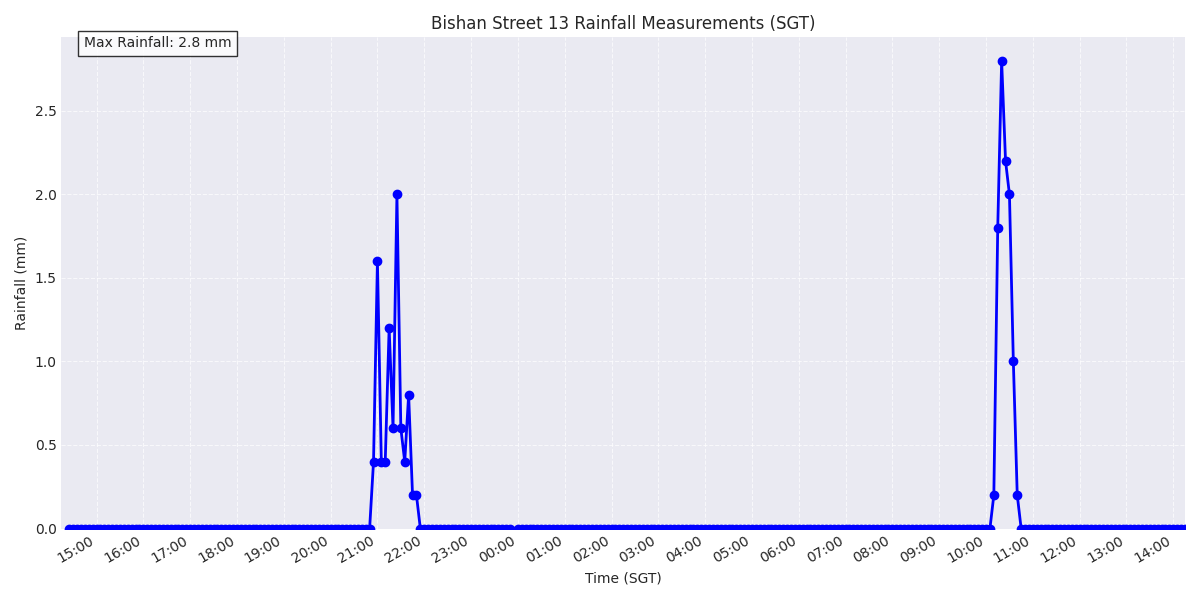 Bishan Street 13 Rainfall Measurements (SGT)
Max Rainfall: 2.8 mm
Rainfall (mm)
2.5
2.0
1.5
1.0
0.5
0.0
15:00 16:00 17:00 18:00 19:00 20:00 21:00 22:00 23:00 00:00 01:00 02:00 03:00 04:00 05:00 06:00 07:00 08:00 09:00 10:00 11:00 12:00 13:00 14:00
Time (SGT)